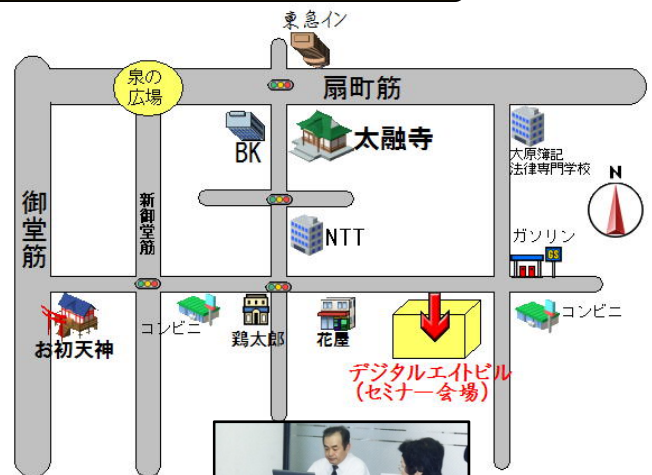 東急イン
泉の
広場
扇町筋
BK
太融寺
大原簿記
法律専門学校
N
御
堂
筋
新
御
堂
筋
NTT
ガソリン
GS
お初天神
コンビニ
鶏太郎
花屋
コンビニ
デジタルエイトビル
(セミナー会場)